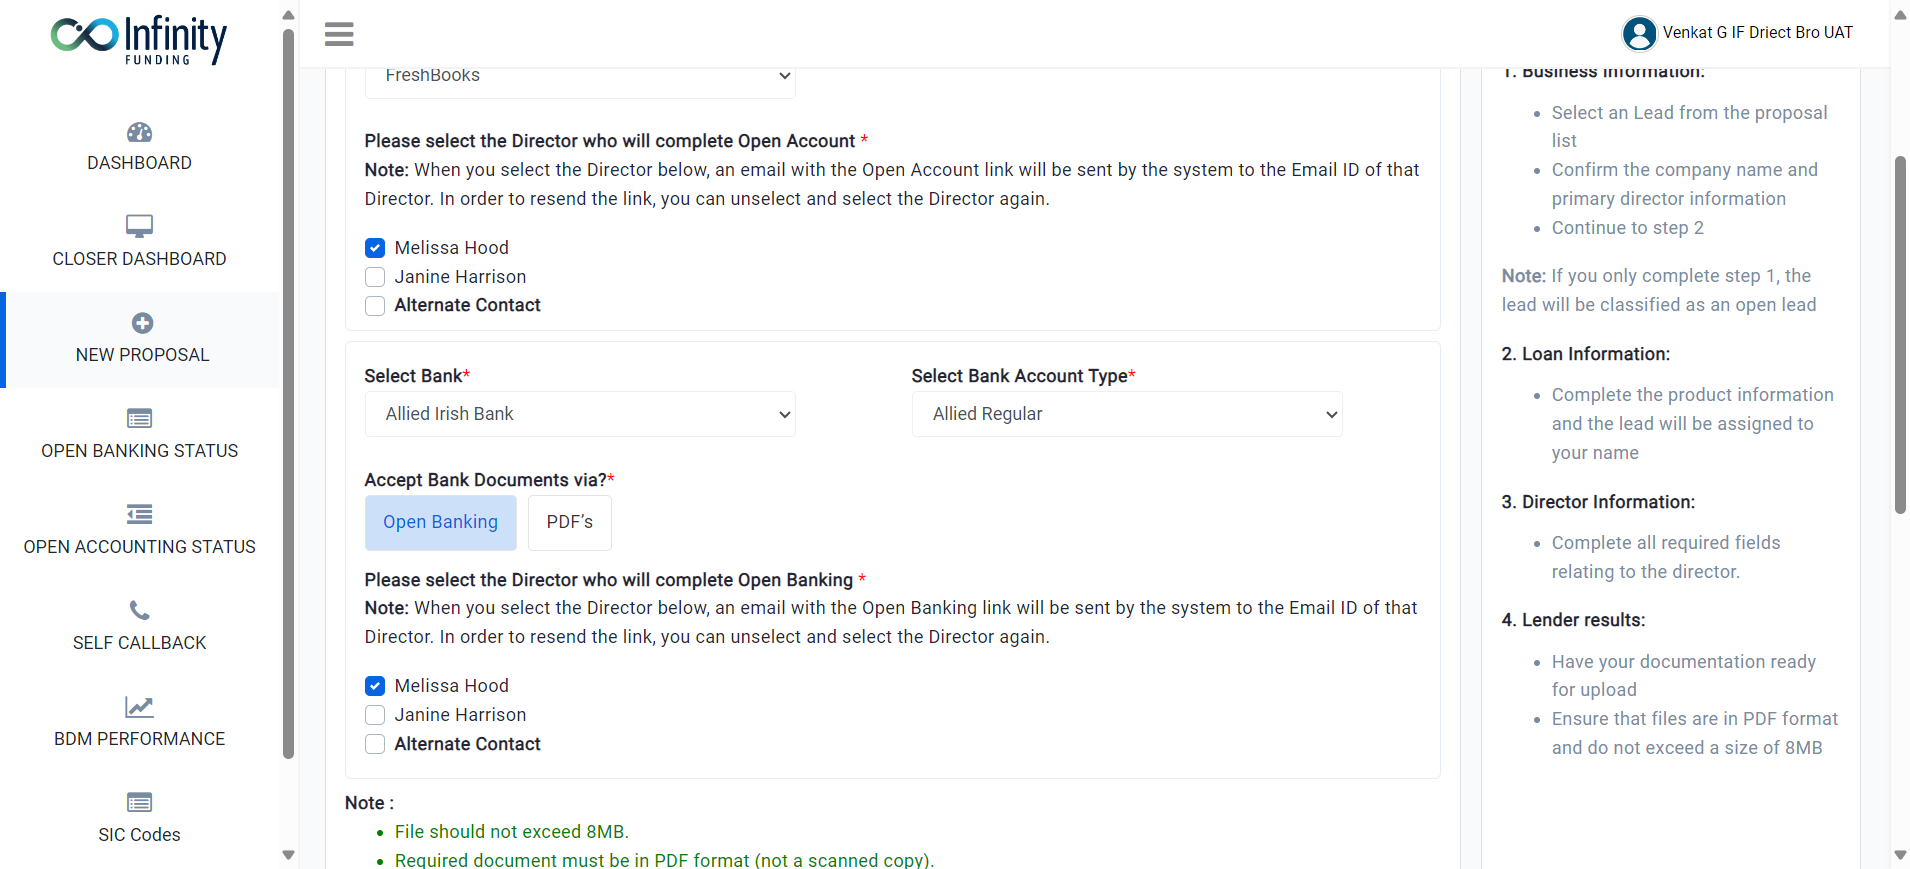 Infinity
FUNDING
DASHBOARD
CLOSER DASHBOARD
NEW PROPOSAL
OPEN BANKING STATUS
OPEN ACCOUNTING STATUS
SELF CALLBACK
BDM PERFORMANCE
SIC Codes
Venkat G IF Driect Bro UAT
FreshBooks
Please select the Director who will complete Open Account *
Note: When you select the Director below, an email with the Open Account link will be sent by the system to the Email ID of that
Director. In order to resend the link, you can unselect and select the Director again.
Melissa Hood
Janine Harrison
Alternate Contact
Select Bank*
Allied Irish Bank
Select Bank Account Type*
Allied Regular
Accept Bank Documents via?*
Open Banking
PDF’s
Please select the Director who will complete Open Banking *
Note: When you select the Director below, an email with the Open Banking link will be sent by the system to the Email ID of that
Director. In order to resend the link, you can unselect and select the Director again.
Melissa Hood
Janine Harrison
Alternate Contact
Note :
File should not exceed 8MB.
Required document must be in PDF format (not a scanned copy).
1. Business Information:
Select an Lead from the proposal
list
Confirm the company name and
primary director information
Continue to step 2
Note: If you only complete step 1, the
lead will be classified as an open lead
2. Loan Information:
Complete the product information
and the lead will be assigned to
your name
3. Director Information:
Complete all required fields
relating to the director.
4. Lender results:
Have your documentation ready
for upload
Ensure that files are in PDF format
and do not exceed a size of 8MB